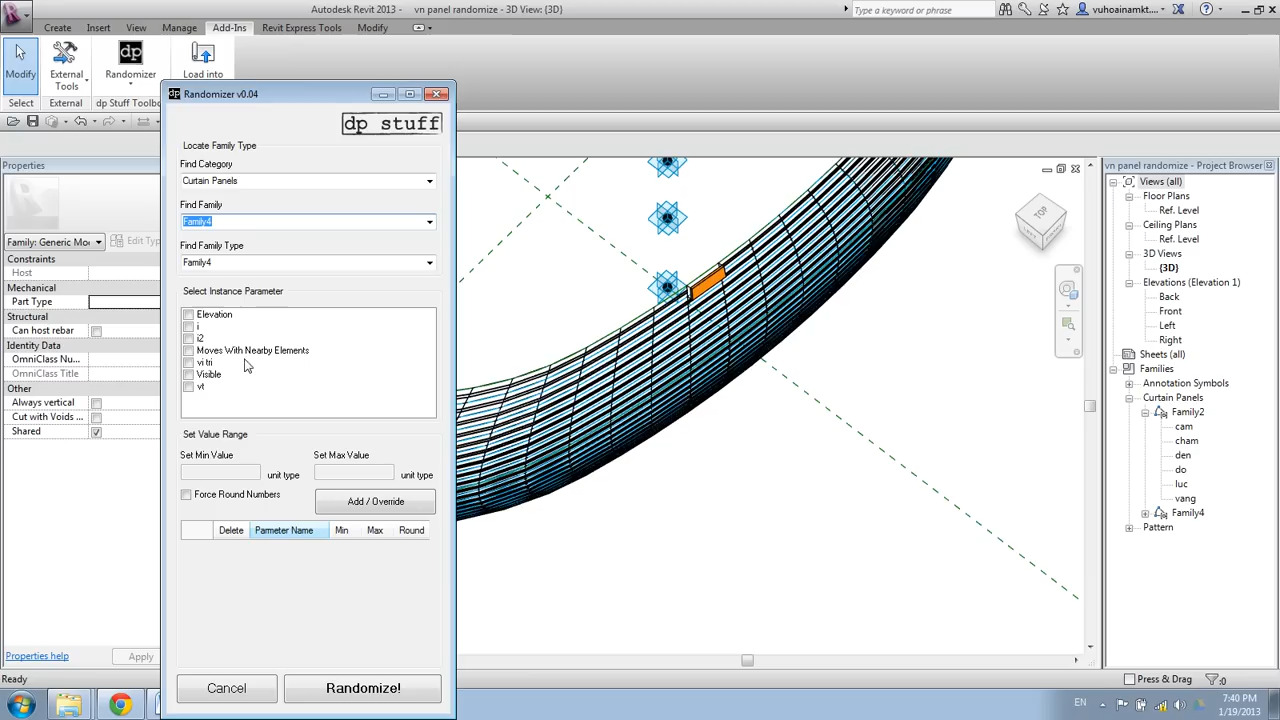 Autodesk Revit 2013 - vn panel randomize - 3D View: {3D}
Type a keyword or phrase
vuhoainamkt....
Create Insert View Manage Add-Ins Revit Express Tools Modify
Modify
External Tools
Randomizer
Load into
Select External dp Stuff Toolbo
Randomizer v0.04
dp stuff
Locate Family Type
Find Category
Curtain Panels
Find Family
Family4
Find Family Type
Family4
Select Instance Parameter
Elevation
i
i2
Moves With Nearby Elements
vi tri
Visible
vt
Set Value Range
Set Min Value Set Max Value
unit type unit type
Force Round Numbers
Add / Override
Delete Parmeter Name Min Max Round
Cancel Randomize!
Properties
Family: Generic Mo
Edit Typ
Constraints
Host
Mechanical
Part Type
Structural
Can host rebar
Identity Data
OmniClass Nu...
OmniClass Title
Other
Always vertical
Cut with Voids ...
Shared
Properties help
Apply
Ready
TOP
vn panel randomize - Project Browser
Views (all)
Floor Plans
Ref. Level
Ceiling Plans
Ref. Level
3D Views
{3D}
Elevations (Elevation 1)
Back
Front
Left
Right
Sheets (all)
Families
Annotation Symbols
Curtain Panels
Family2
cam
cham
den
do
luc
vang
Family4
Pattern
Press & Drag
:0
EN
7:40 PM
1/19/2013